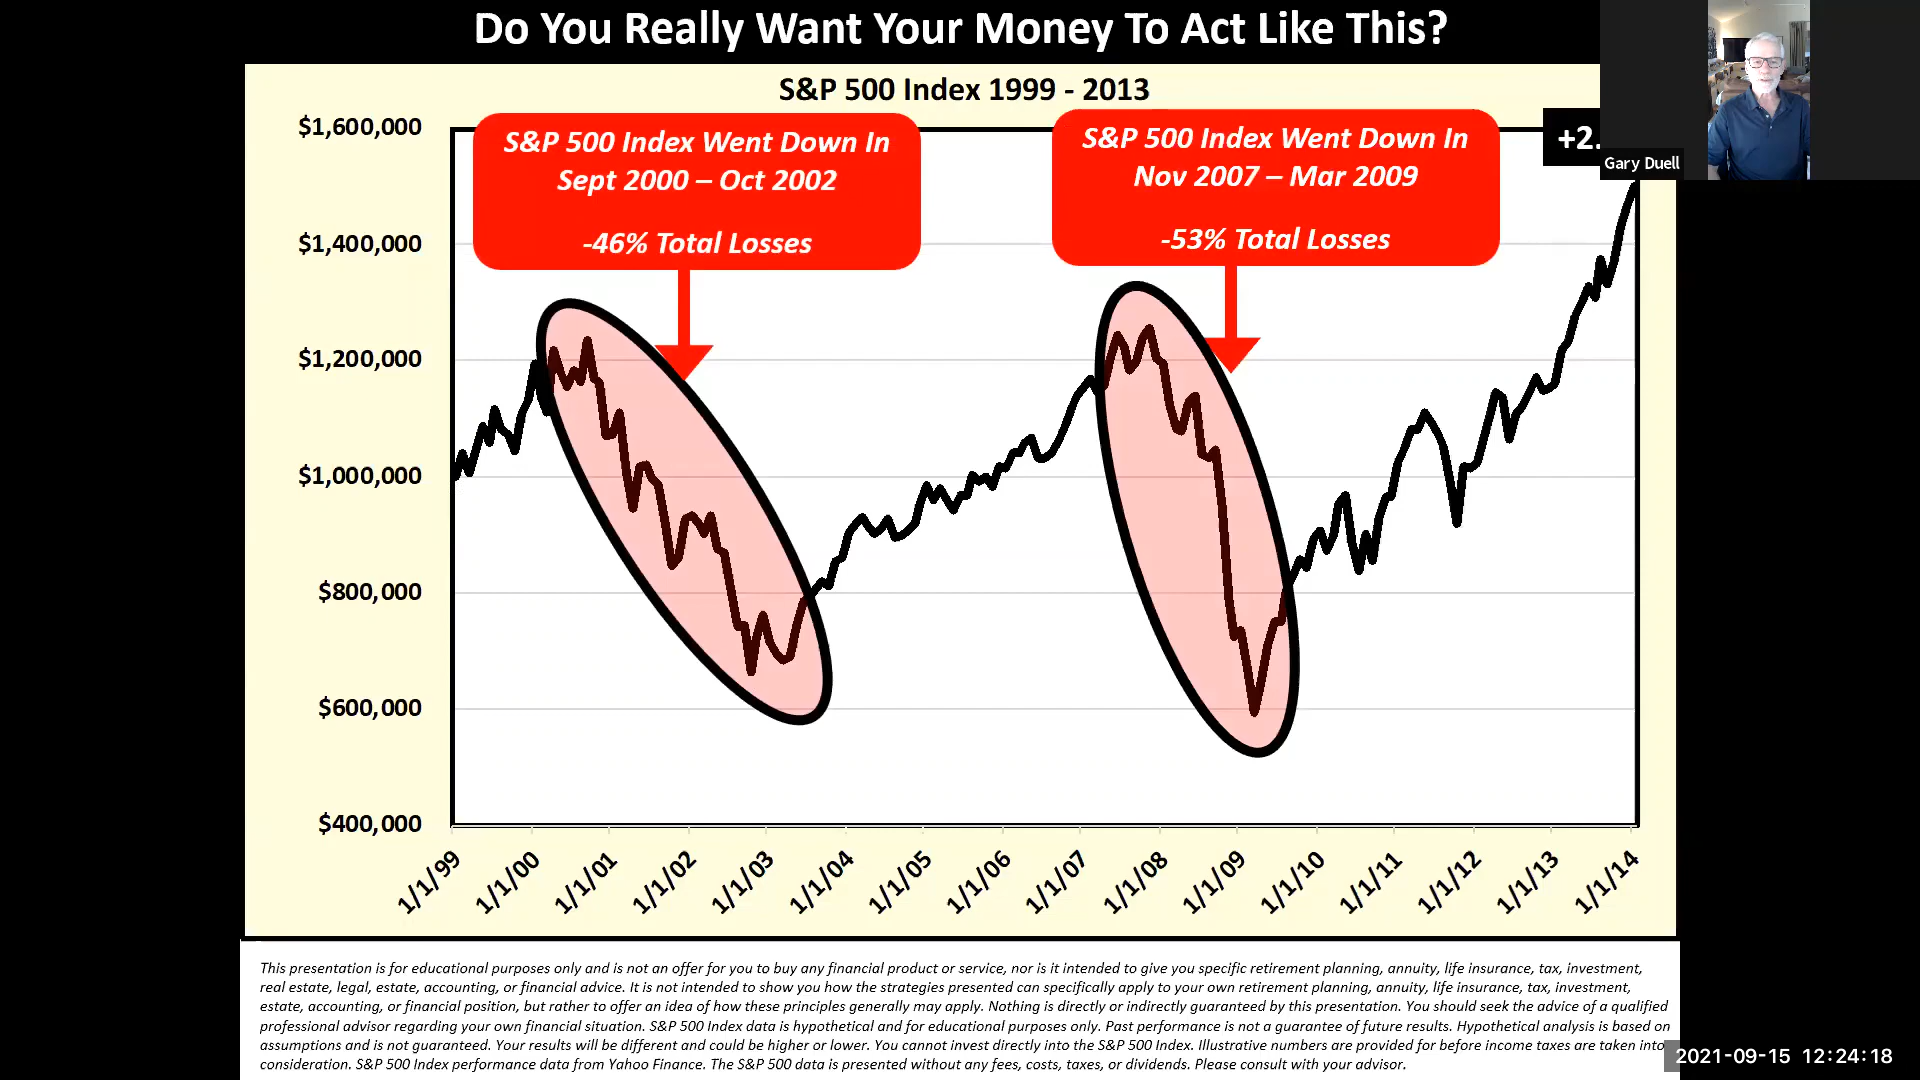 Do You Really Want Your Money To Act Like This?
S&P 500 Index 1999 - 2013
S&P 500 Index Went Down In
Sept 2000 – Oct 2002
-46% Total Losses
S&P 500 Index Went Down In
Nov 2007 – Mar 2009
-53% Total Losses
+2.
Gary Duell
$1,600,000
$1,400,000
$1,200,000
$1,000,000
$800,000
$600,000
$400,000
1/1/99
1/1/00
1/1/01
1/1/02
1/1/03
1/1/04
1/1/05
1/1/06
1/1/07
1/1/08
1/1/09
1/1/10
1/1/11
1/1/12
1/1/13
1/1/14
This presentation is for educational purposes only and is not an offer for you to buy any financial product or service, nor is it intended to give you specific retirement planning, annuity, life insurance, tax, investment,
real estate, legal, estate, accounting, or financial advice. It is not intended to show you how the strategies presented can specifically apply to your own retirement planning, annuity, life insurance, tax, investment,
estate, accounting, or financial position, but rather to offer an idea of how these principles generally may apply. Nothing is directly or indirectly guaranteed by this presentation. You should seek the advice of a qualified
professional advisor regarding your own financial situation. S&P 500 Index data is hypothetical and for educational purposes only. Past performance is not a guarantee of future results. Hypothetical analysis is based on
assumptions and is not guaranteed. Your results will be different and could be higher or lower. You cannot invest directly into the S&P 500 Index. Illustrative numbers are provided for before income taxes are taken into
consideration. S&P 500 Index performance data from Yahoo Finance. The S&P 500 data is presented without any fees, costs, taxes, or dividends. Please consult with your advisor.
2021-09-15 12:24:18